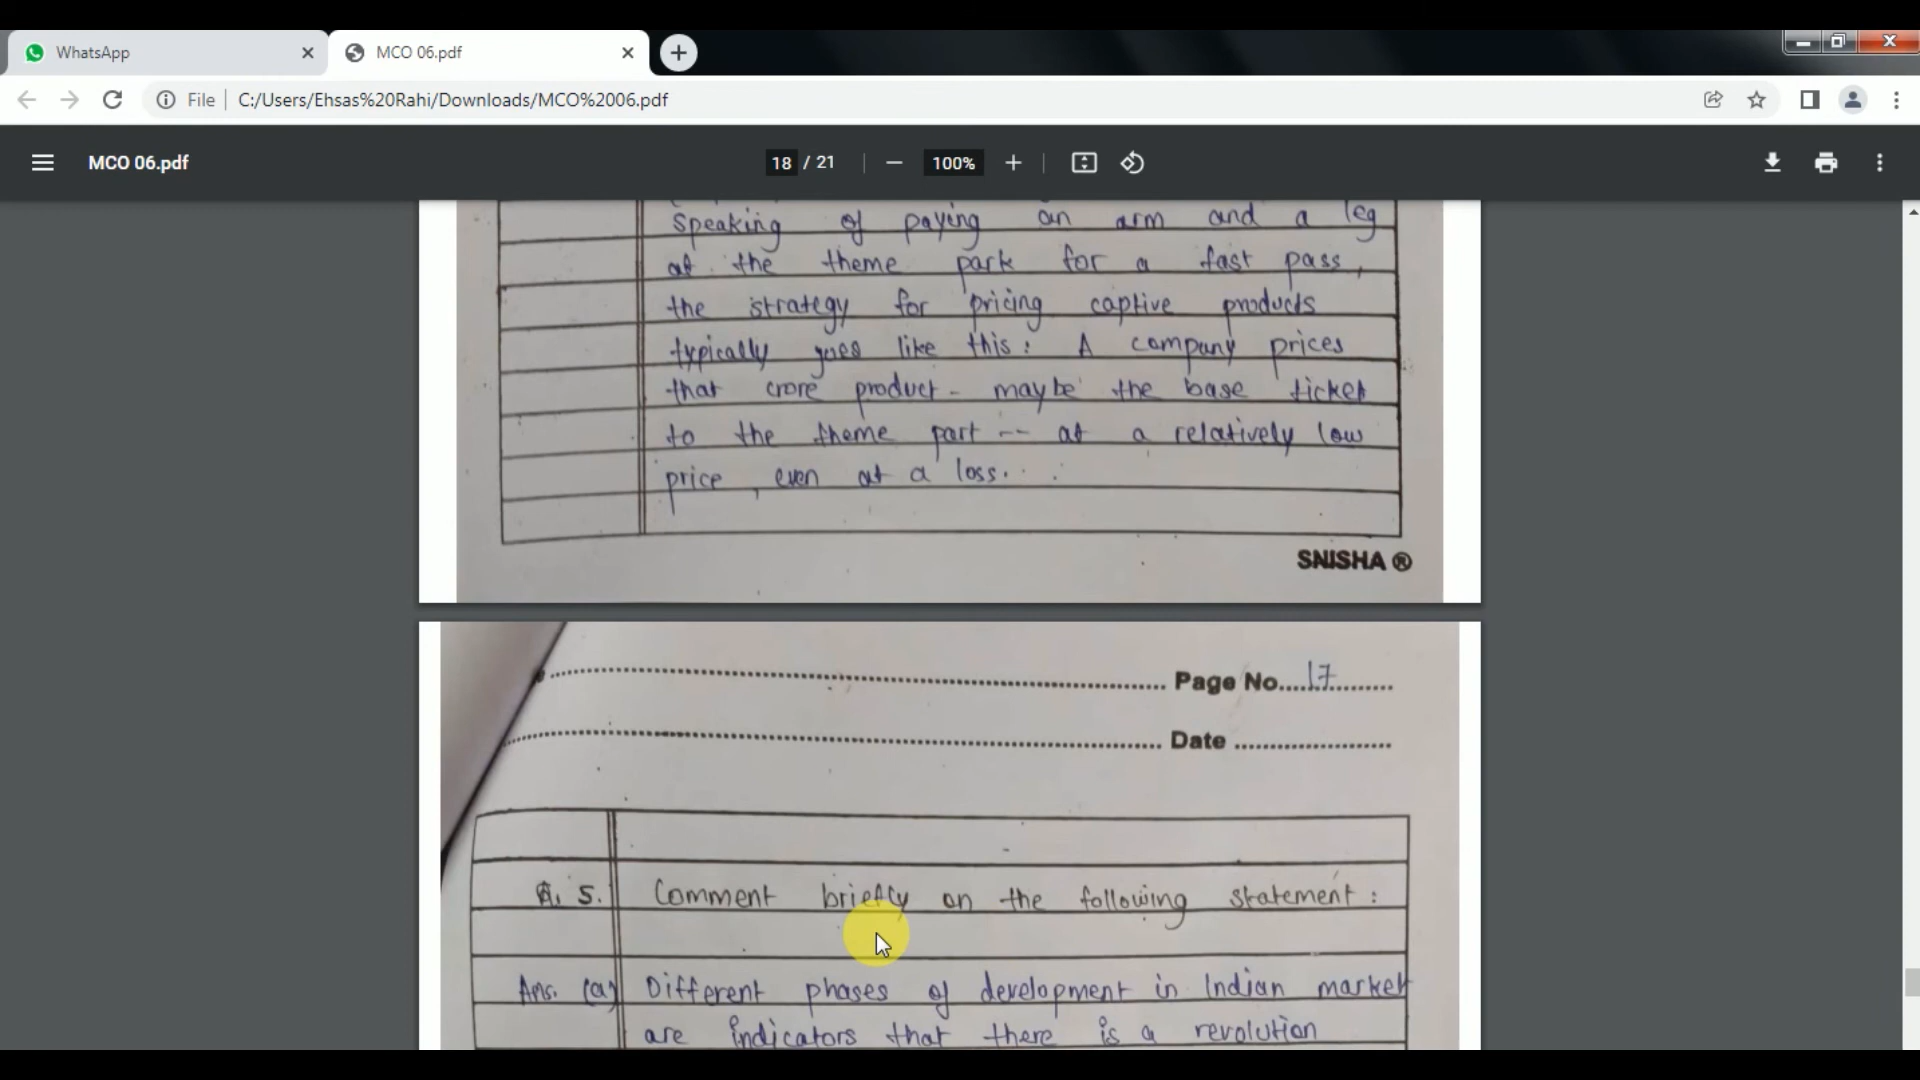 WhatsApp
MCO 06.pdf
File
C:/Users/Ehsas%20Rahi/Downloads/MCO%2006.pdf
MCO 06.pdf
18 / 21
100%
Speaking of paying an arm and a leg
at the theme park for a fast pass,
the strategy for pricing captive products
typically goes like this: A company prices
that crore product - maybe the base ticket
to the theme part -- at a relatively low
price, even at a loss.
SNISHA ®
Page No....17
Date
Q. 5. Comment briefly on the following statement:
Ans. (a) Different phases of development in Indian market
are indicators that there is a revolution